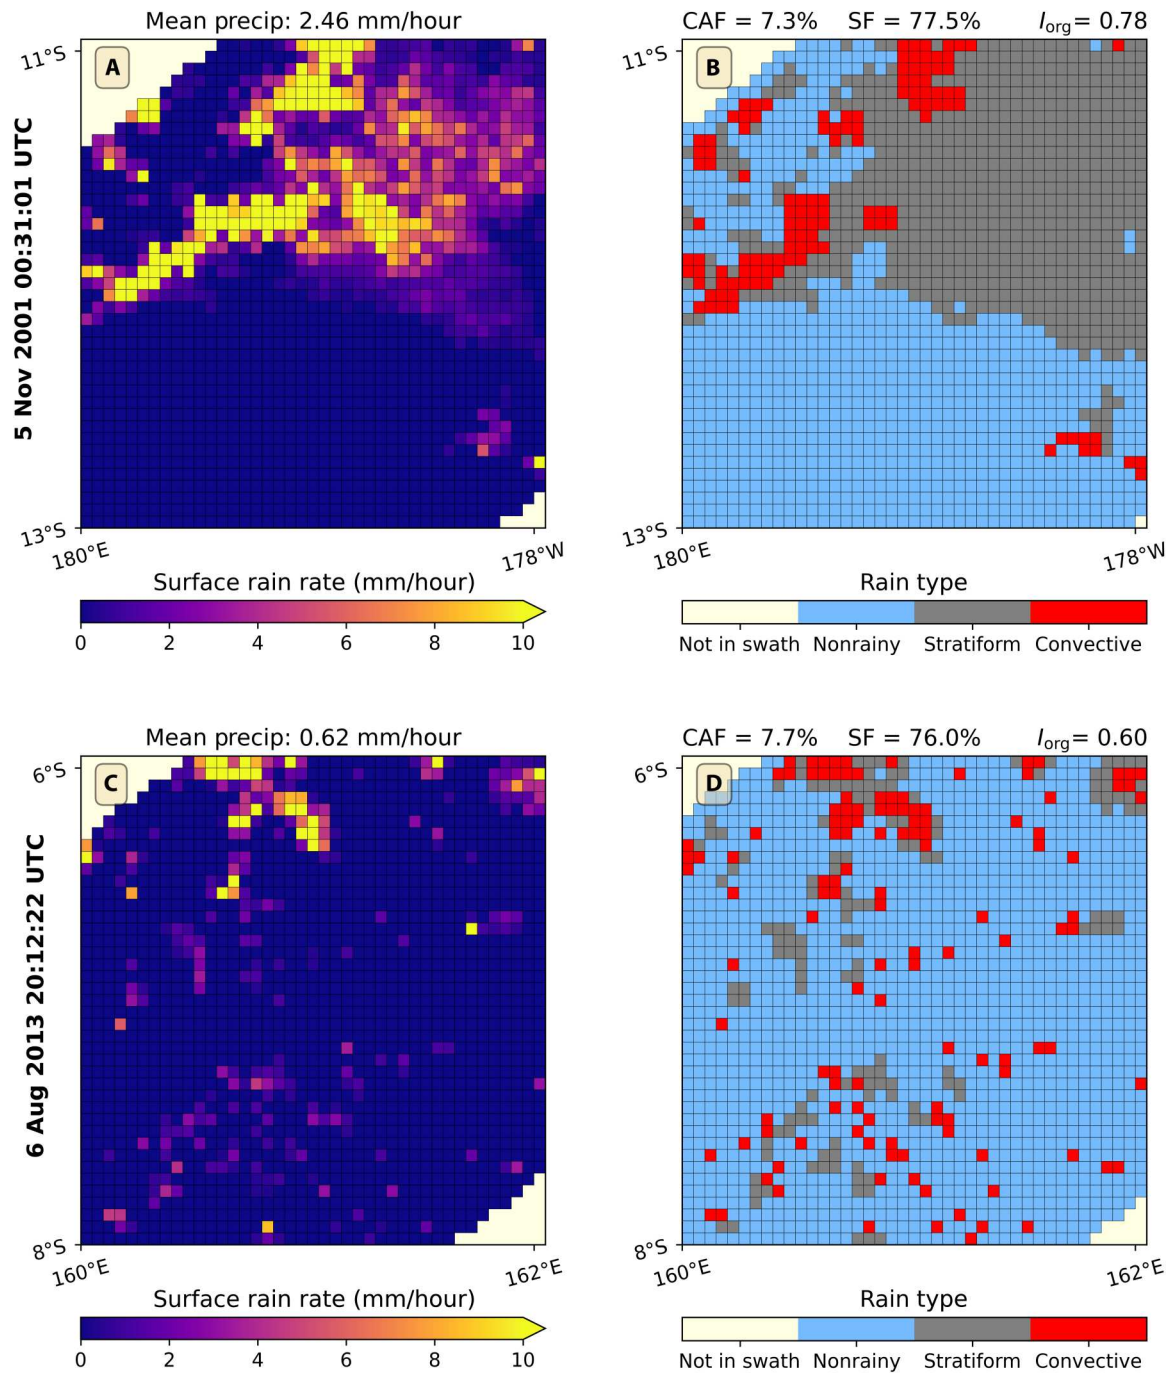 Mean precip: 2.46 mm/hour
CAF = 7.3% SF = 77.5% Iorg= 0.78
5 Nov 2001 00:31:01 UTC
A
B
11°S
11°S
13°S
13°S
180°E
178°W
180°E
178°W
Surface rain rate (mm/hour)
0 2 4 6 8 10
Rain type
Not in swath Nonrainy Stratiform Convective
Mean precip: 0.62 mm/hour
CAF = 7.7% SF = 76.0% Iorg= 0.60
6 Aug 2013 20:12:22 UTC
C
D
6°S
6°S
8°S
8°S
160°E
162°E
160°E
162°E
Surface rain rate (mm/hour)
0 2 4 6 8 10
Rain type
Not in swath Nonrainy Stratiform Convective